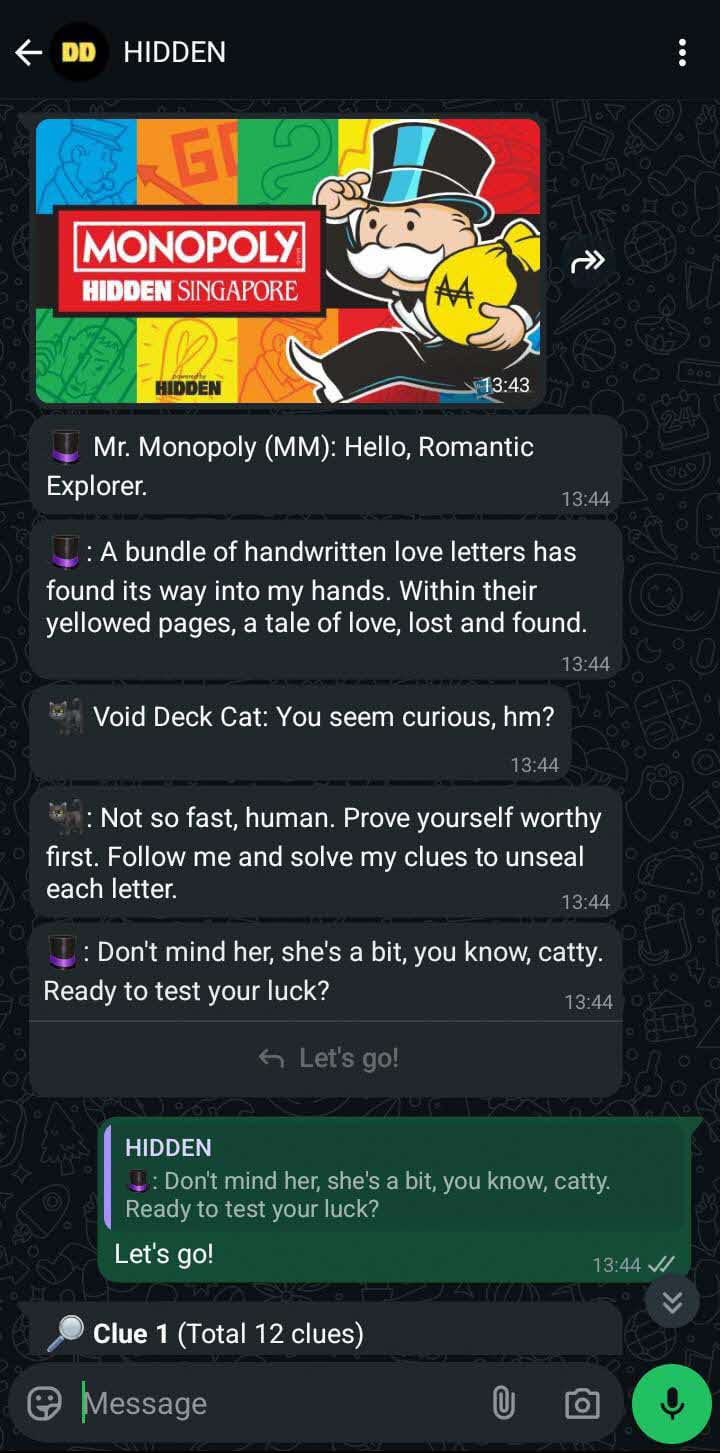 DD HIDDEN
GO
MONOPOLY
HIDDEN SINGAPORE
powered by
HIDDEN
13:43
🎩 Mr. Monopoly (MM): Hello, Romantic
Explorer.
13:44
🎩: A bundle of handwritten love letters has
found its way into my hands. Within their
yellowed pages, a tale of love, lost and found.
13:44
🐈‍⬛ Void Deck Cat: You seem curious, hm?
13:44
🐈‍⬛: Not so fast, human. Prove yourself worthy
first. Follow me and solve my clues to unseal
each letter.
13:44
🎩: Don't mind her, she's a bit, you know, catty.
Ready to test your luck?
13:44
Let's go!
HIDDEN
🎩: Don't mind her, she's a bit, you know, catty.
Ready to test your luck?
Let's go!
13:44
🔎 Clue 1 (Total 12 clues)
Message